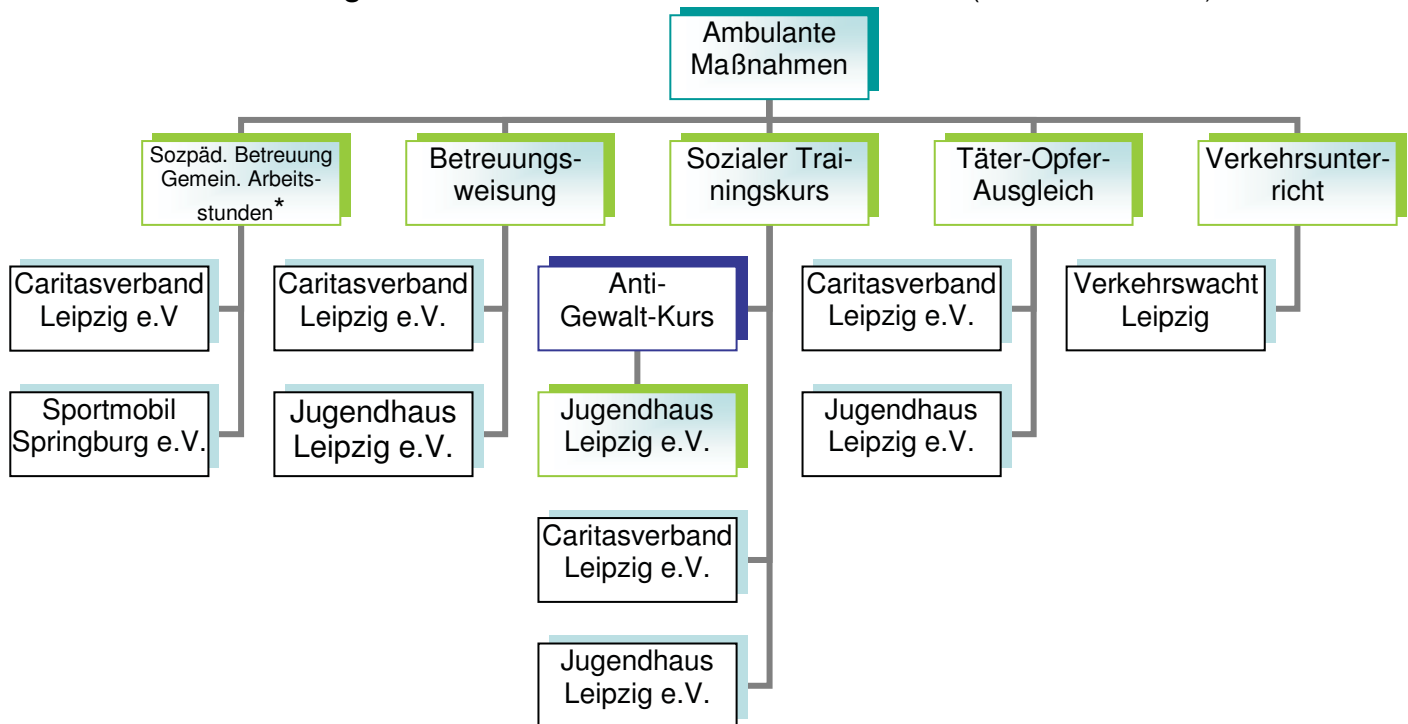 Ambulante
Maßnahmen
Sozpäd. Betreuung
Gemein. Arbeits-
stunden*
Betreuungs-
weisung
Sozialer Trai-
ningskurs
Täter-Opfer-
Ausgleich
Verkehrsunter-
richt
Caritasverband
Leipzig e.V
Caritasverband
Leipzig e.V.
Anti-
Gewalt-Kurs
Caritasverband
Leipzig e.V.
Verkehrswacht
Leipzig
Sportmobil
Springburg e.V.
Jugendhaus
Leipzig e.V.
Jugendhaus
Leipzig e.V.
Jugendhaus
Leipzig e.V.
Caritasverband
Leipzig e.V.
Jugendhaus
Leipzig e.V.